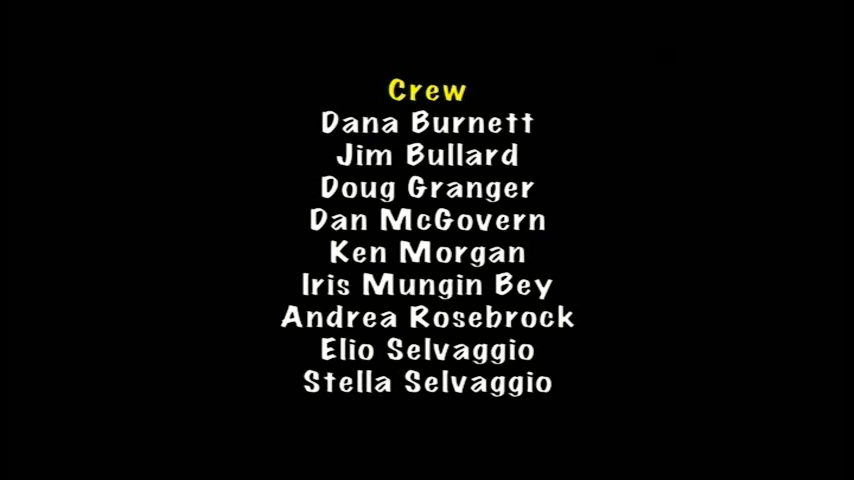 Crew
Dana Burnett
Jim Bullard
Doug Granger
Dan McGovern
Ken Morgan
Iris Mungin Bey
Andrea Rosebrock
Elio Selvaggio
Stella Selvaggio